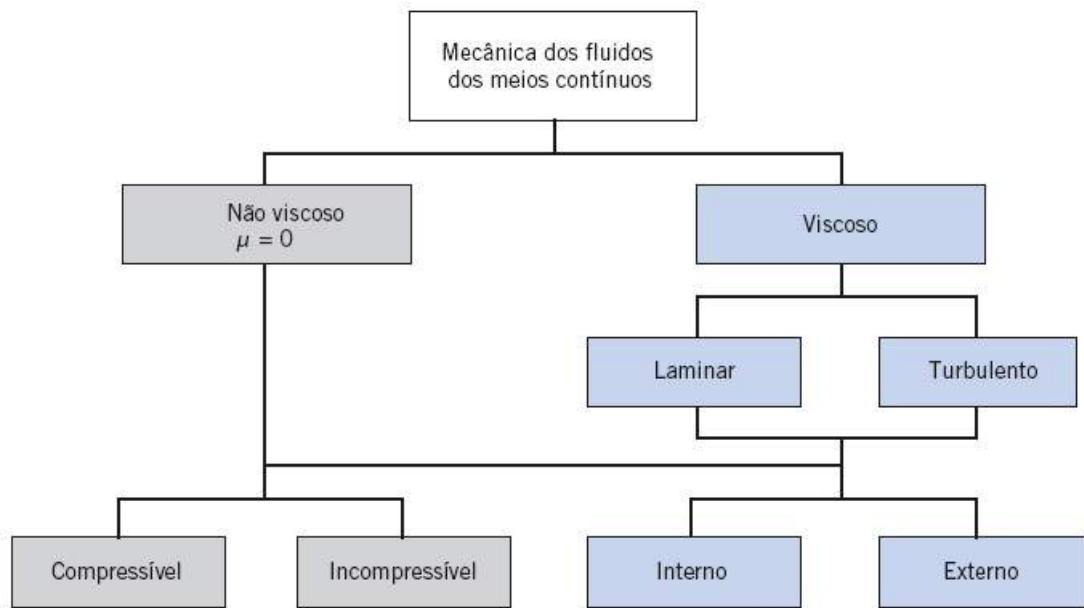 Mecânica dos fluidos
dos meios contínuos
Não viscoso
μ = 0
Viscoso
Laminar
Turbulento
Compressível
Incompressível
Interno
Externo